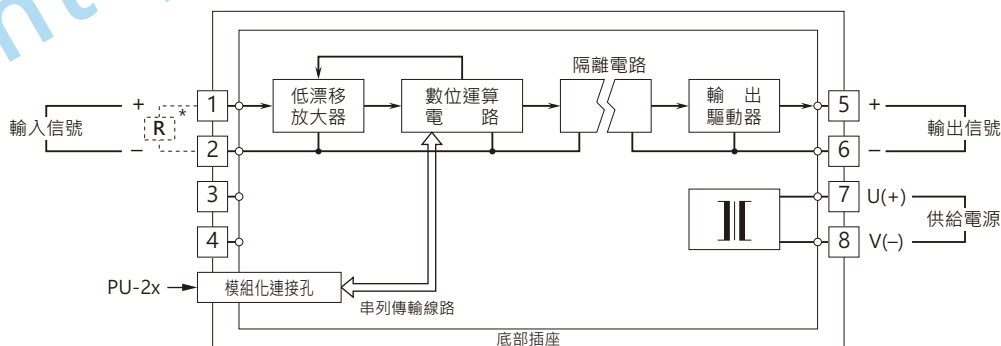 隔離電路
1
低漂移
放大器
數位運算
電 路
輸 出
驅動器
5
+
*
R
輸入信號
+
–
輸出信號
2
6
–
3
7
U(+)
供給電源
4
8
V(–)
PU-2x
模組化連接孔
串列傳輸線路
底部插座